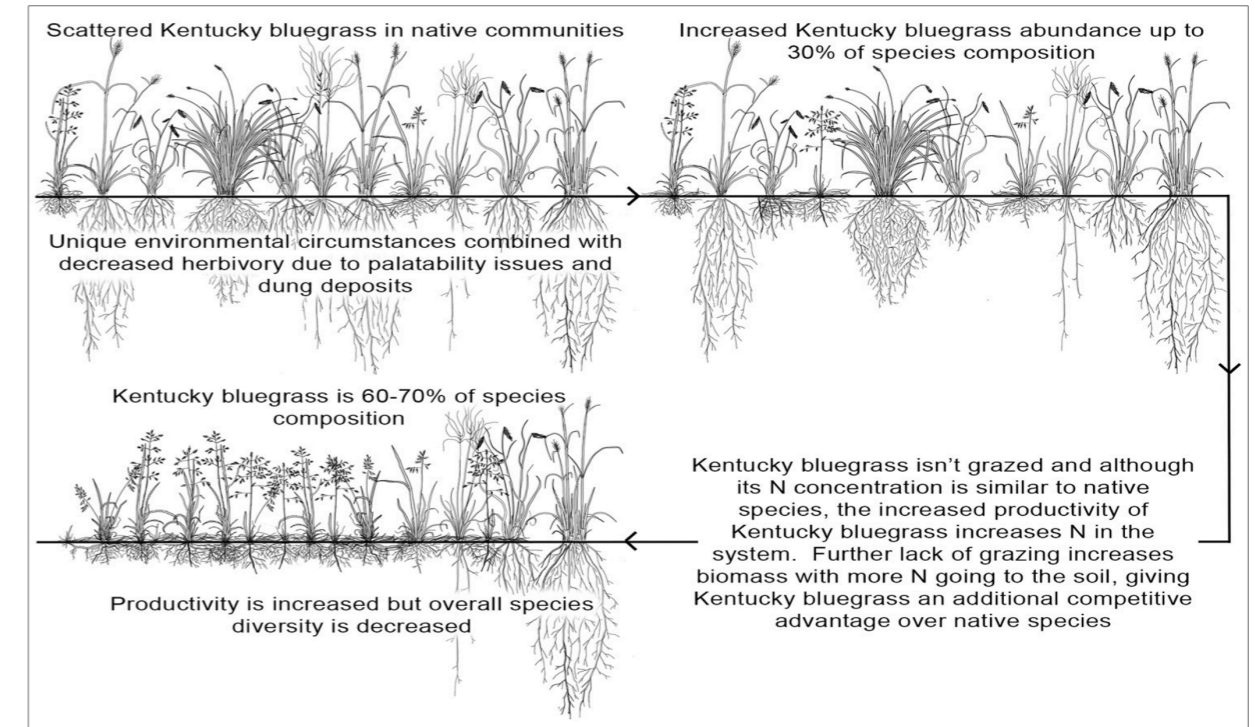 Scattered Kentucky bluegrass in native communities
Unique environmental circumstances combined with
decreased herbivory due to palatability issues and
dung deposits
Increased Kentucky bluegrass abundance up to
30% of species composition
Kentucky bluegrass isn't grazed and although
its N concentration is similar to native
species, the increased productivity of
Kentucky bluegrass increases N in the
system. Further lack of grazing increases
biomass with more N going to the soil, giving
Kentucky bluegrass an additional competitive
advantage over native species
Kentucky bluegrass is 60-70% of species
composition
Productivity is increased but overall species
diversity is decreased